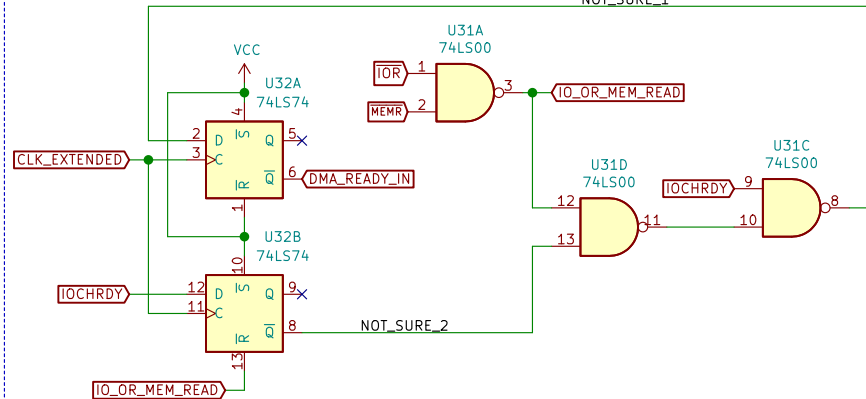 NOT_SURE_1
VCC
U32A
74LS74
4
S
2
D
Q
5
CLK_EXTENDED
3
C
Q
6
DMA_READY_IN
R
1
U31A
74LS00
IOR
1
3
IO_OR_MEM_READ
MEMR
2
U31D
74LS00
12
11
13
U31C
74LS00
IOCHRDY
9
8
10
U32B
74LS74
10
S
IOCHRDY
12
D
Q
9
11
C
Q
8
NOT_SURE_2
R
13
IO_OR_MEM_READ